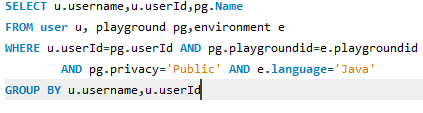 SELECT u.username,u.userId,pg.Name
FROM user u, playground pg,environment e
WHERE u.userId=pg.userId AND pg.playgroundid=e.playgroundid
AND pg.privacy='Public' AND e.language='Java'
GROUP BY u.username,u.userId